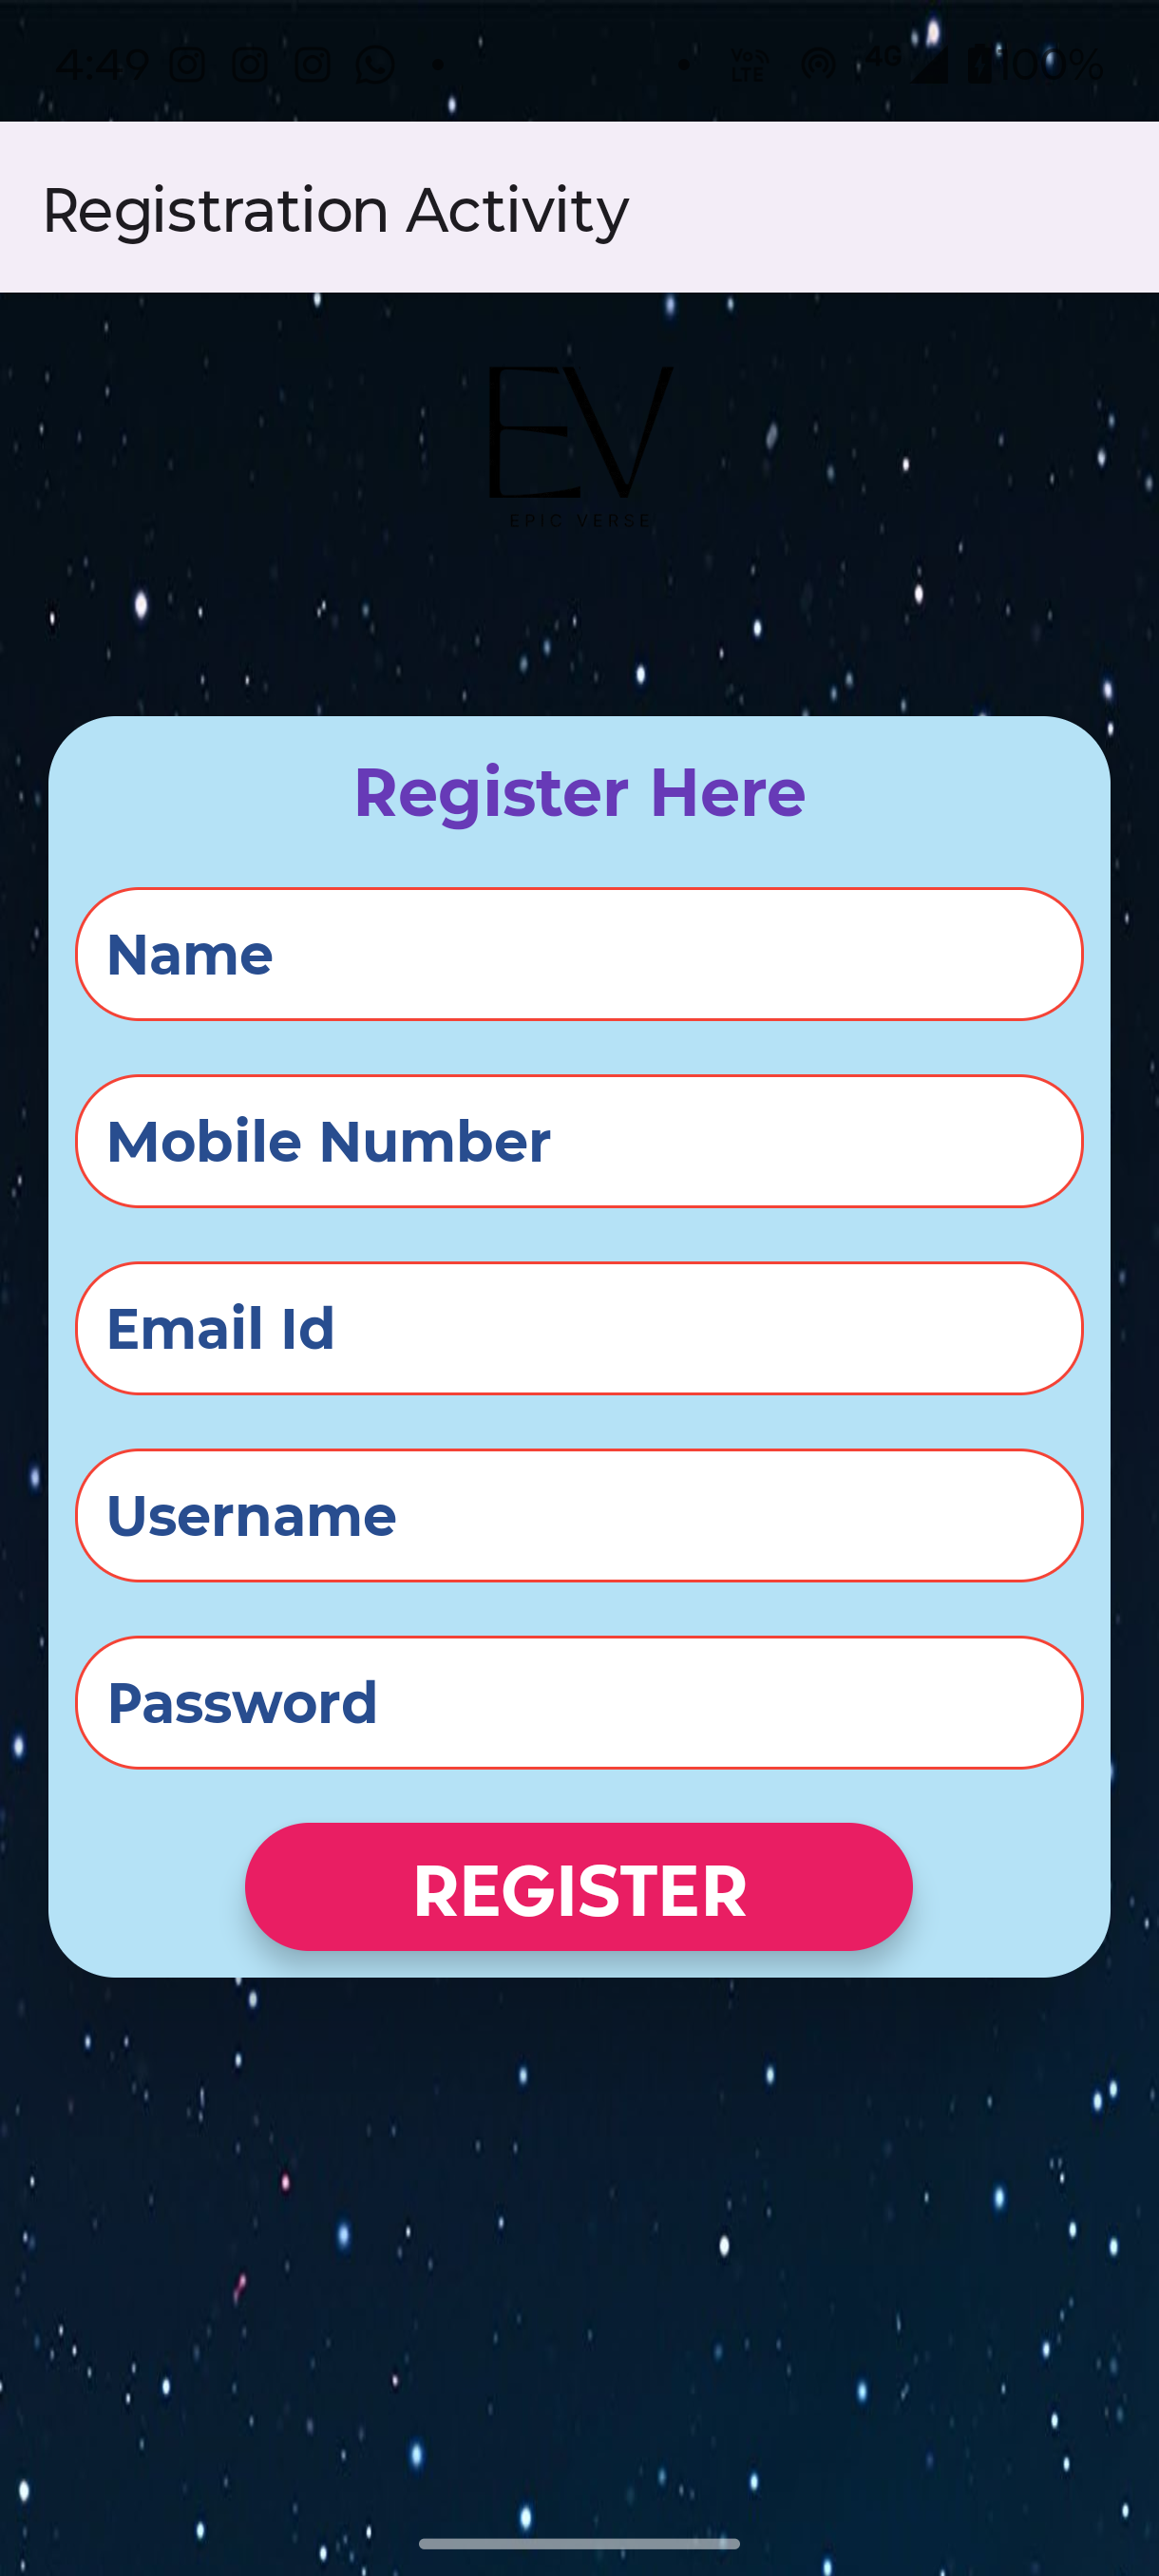 4:49 Vo LTE 4G 100%
Registration Activity
EV
EPIC VERSE
Register Here
Name
Mobile Number
Email Id
Username
Password
REGISTER